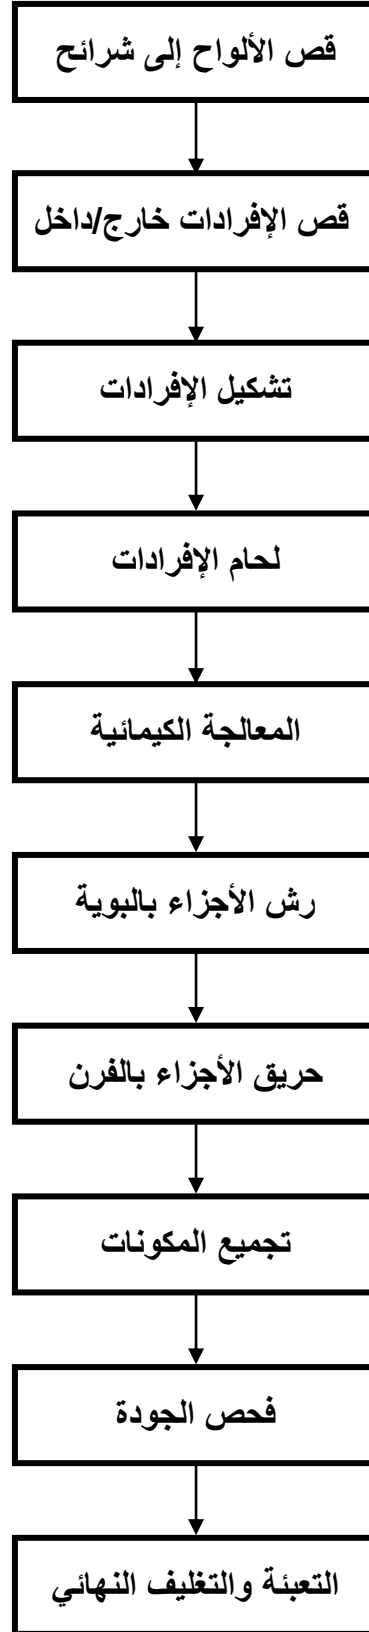 قص الألواح إلى شرائح
قص الإفرادات خارج/داخل
تشكيل الإفرادات
لحام الإفرادات
المعالجة الكيمائية
رش الأجزاء بالبوية
حريق الأجزاء بالفرن
تجميع المكونات
فحص الجودة
التعبئة والتغليف النهائي